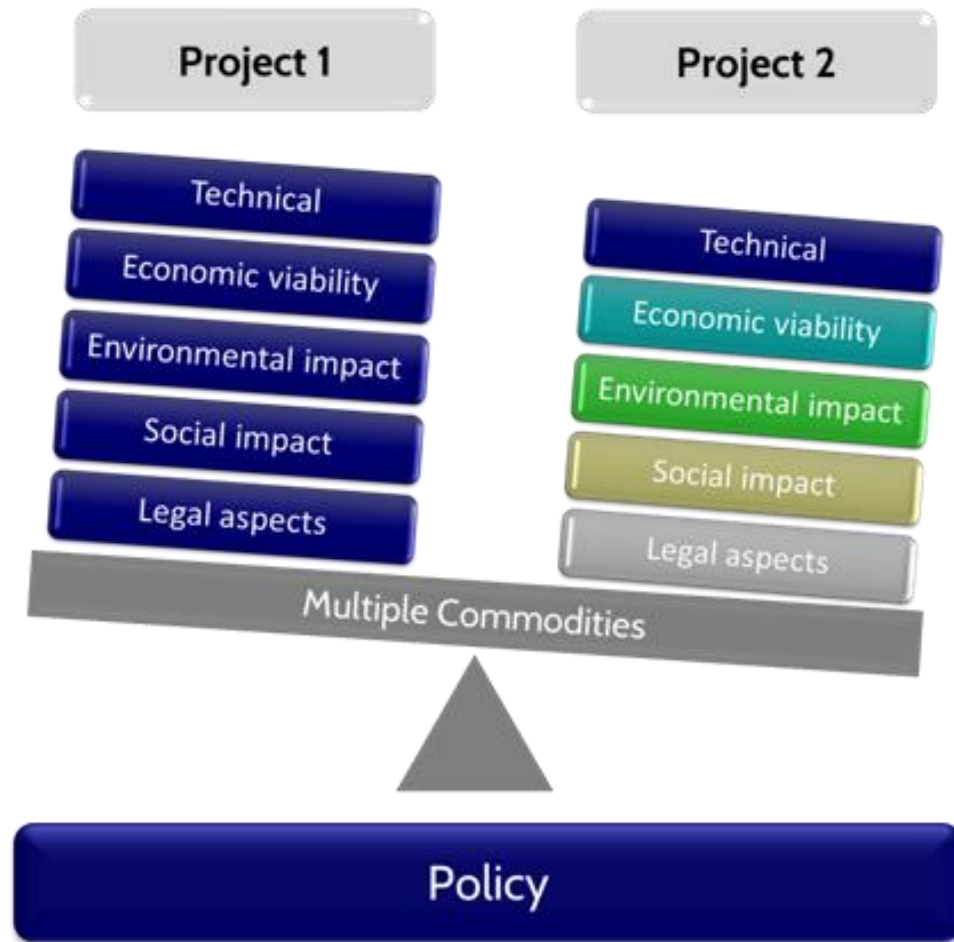 Project 1
Project 2
Technical
Economic viability
Environmental impact
Social impact
Legal aspects
Technical
Economic viability
Environmental impact
Social impact
Legal aspects
Multiple Commodities
Policy